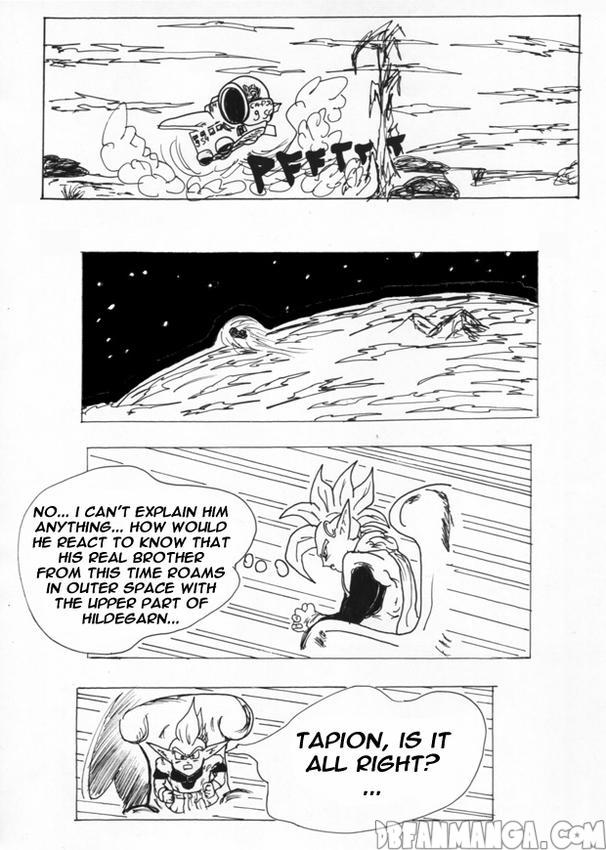 PFFTFFT
NO... I CAN'T EXPLAIN HIM
ANYTHING... HOW WOULD
HE REACT TO KNOW THAT
HIS REAL BROTHER
FROM THIS TIME ROAMS
IN OUTER SPACE WITH
THE UPPER PART OF
HILDEGARN...
TAPION, IS IT
ALL RIGHT?
...
DBFANMANGA.COM